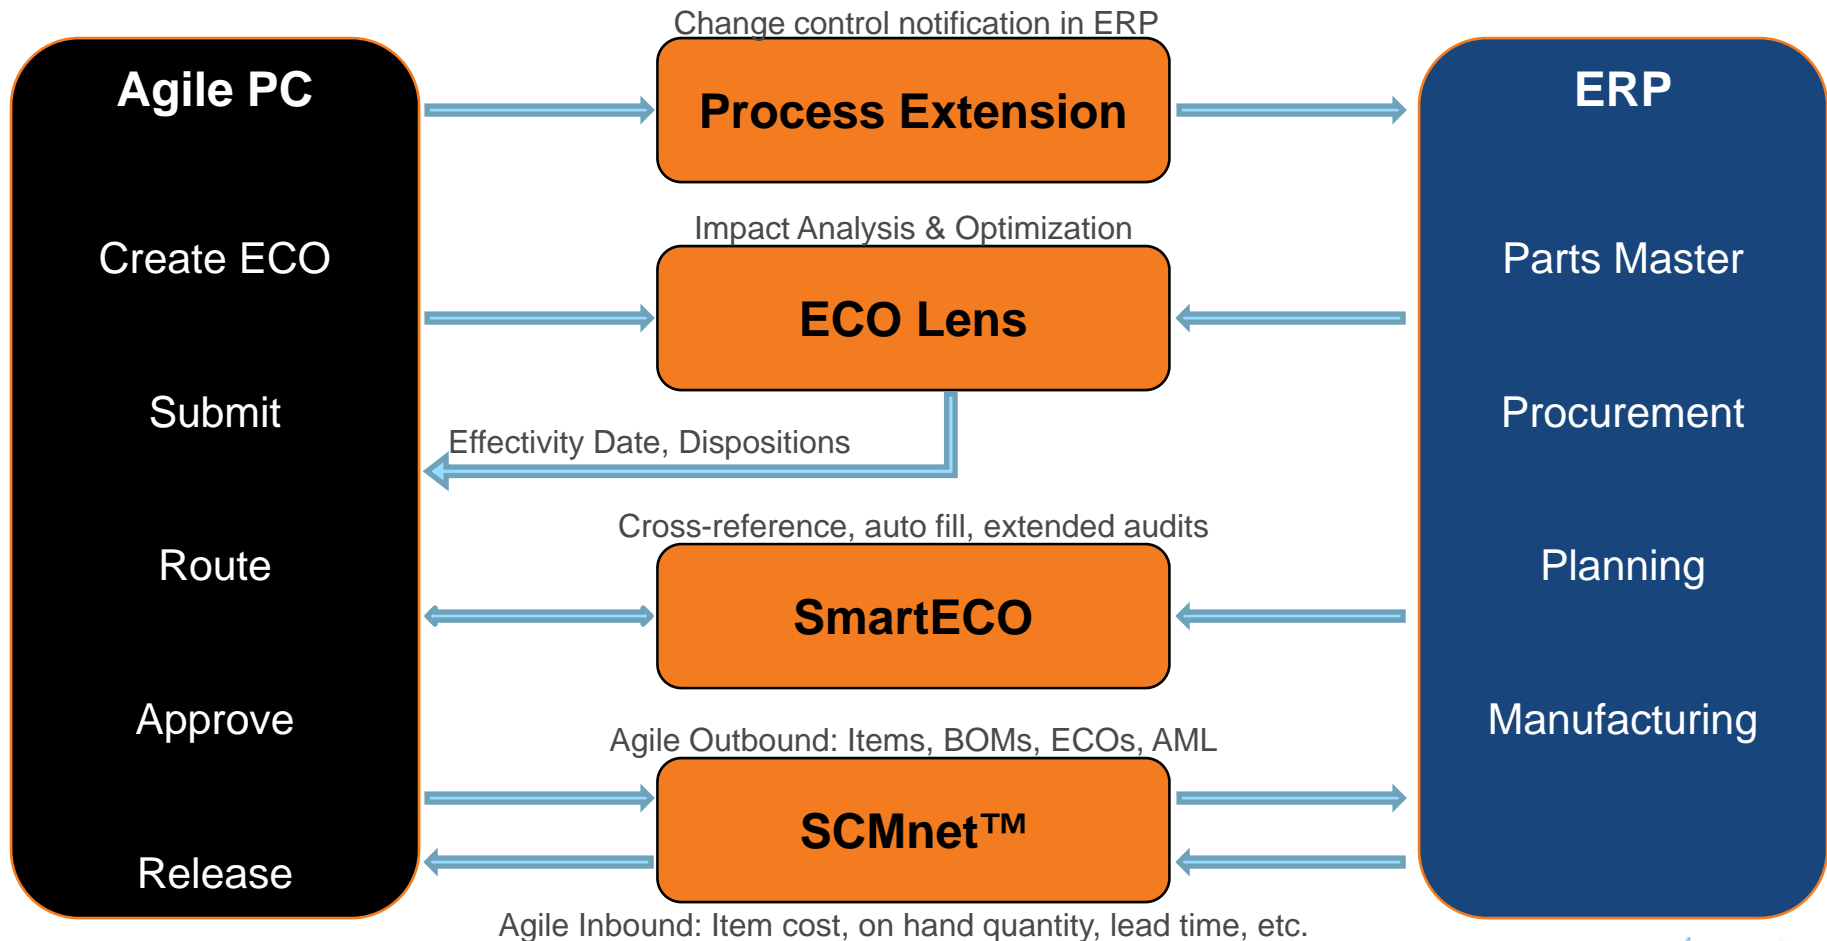 Change control notification in ERP
Agile PC
Process Extension
ERP
Impact Analysis & Optimization
Create ECO
ECO Lens
Parts Master
Submit
Effectivity Date, Dispositions
Procurement
Cross-reference, auto fill, extended audits
Route
SmartECO
Planning
Approve
Agile Outbound: Items, BOMs, ECOs, AML
Manufacturing
SCMnet™
Release
Agile Inbound: Item cost, on hand quantity, lead time, etc.